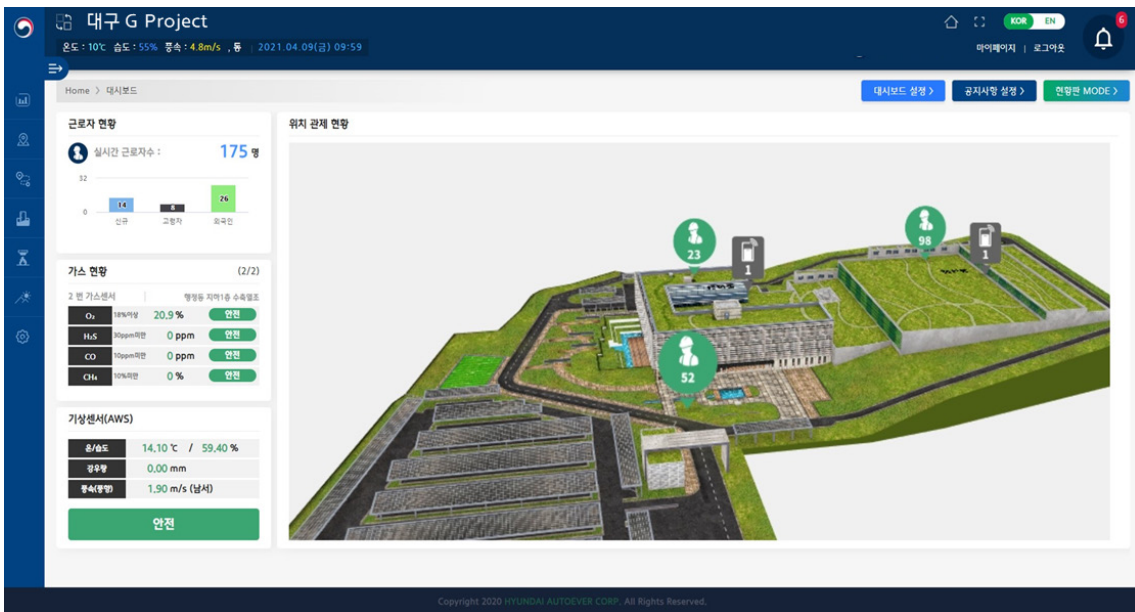 대구 G Project
KOR EN
6
온도 : 10℃ 습도 : 55% 풍속 : 4.8m/s , 동 | 2021.04.09(금) 09:59
마이페이지 | 로그아웃
Home > 대시보드
대시보드 설정 >
공지사항 설정 >
현황판 MODE >
근로자 현황
실시간 근로자수 : 175 명
32
0
14
8
26
신규
고령자
외국인
가스 현황 (2/2)
2 번 가스센서 행정동 지하1층 수축열조
O₂ 18%이상 20.9 % 안전
H₂S 30ppm미만 0 ppm 안전
CO 10ppm미만 0 ppm 안전
CH₄ 10%미만 0 % 안전
기상센서(AWS)
온/습도 14.10 ℃ / 59.40 %
강우량 0.00 mm
풍속(풍향) 1.90 m/s (남서)
안전
위치 관제 현황
23
1
98
1
52
Copyright 2020 HYUNDAI AUTOEVER CORP. All Rights Reserved.